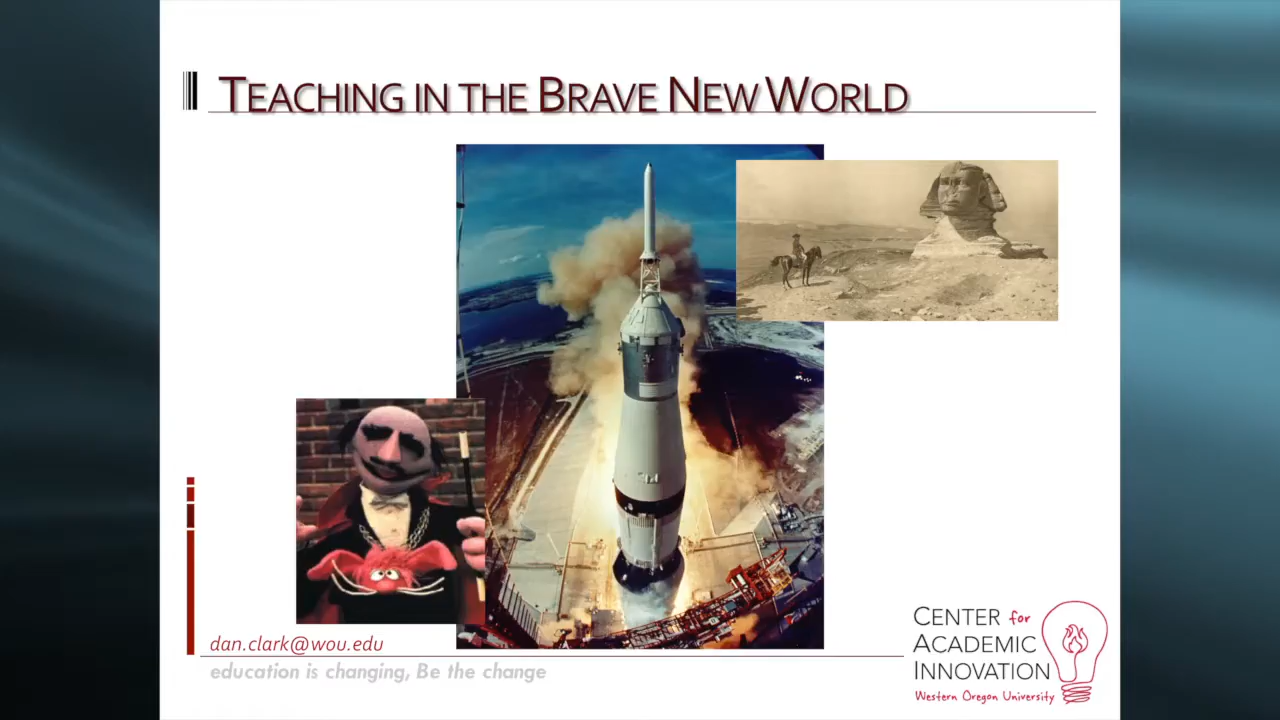 TEACHING IN THE BRAVE NEW WORLD
dan.clark@wou.edu
education is changing, Be the change
CENTER for
ACADEMIC
INNOVATION
Western Oregon University